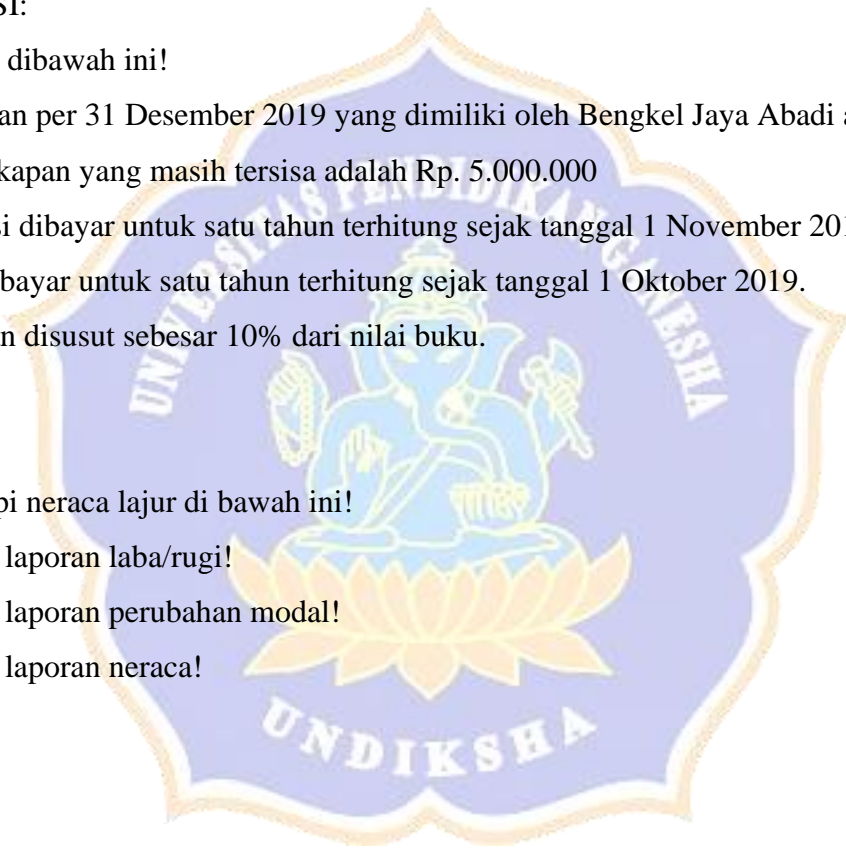 SI:
dibawah ini!
an per 31 Desember 2019 yang dimiliki oleh Bengkel Jaya Abadi a
kapan yang masih tersisa adalah Rp. 5.000.000
si dibayar untuk satu tahun terhitung sejak tanggal 1 November 201
bayar untuk satu tahun terhitung sejak tanggal 1 Oktober 2019.
n disusut sebesar 10% dari nilai buku.
pi neraca lajur di bawah ini!
laporan laba/rugi!
laporan perubahan modal!
laporan neraca!
UNIVERSITAS PENDIDIKAN GANESHA
UNDIKSHA